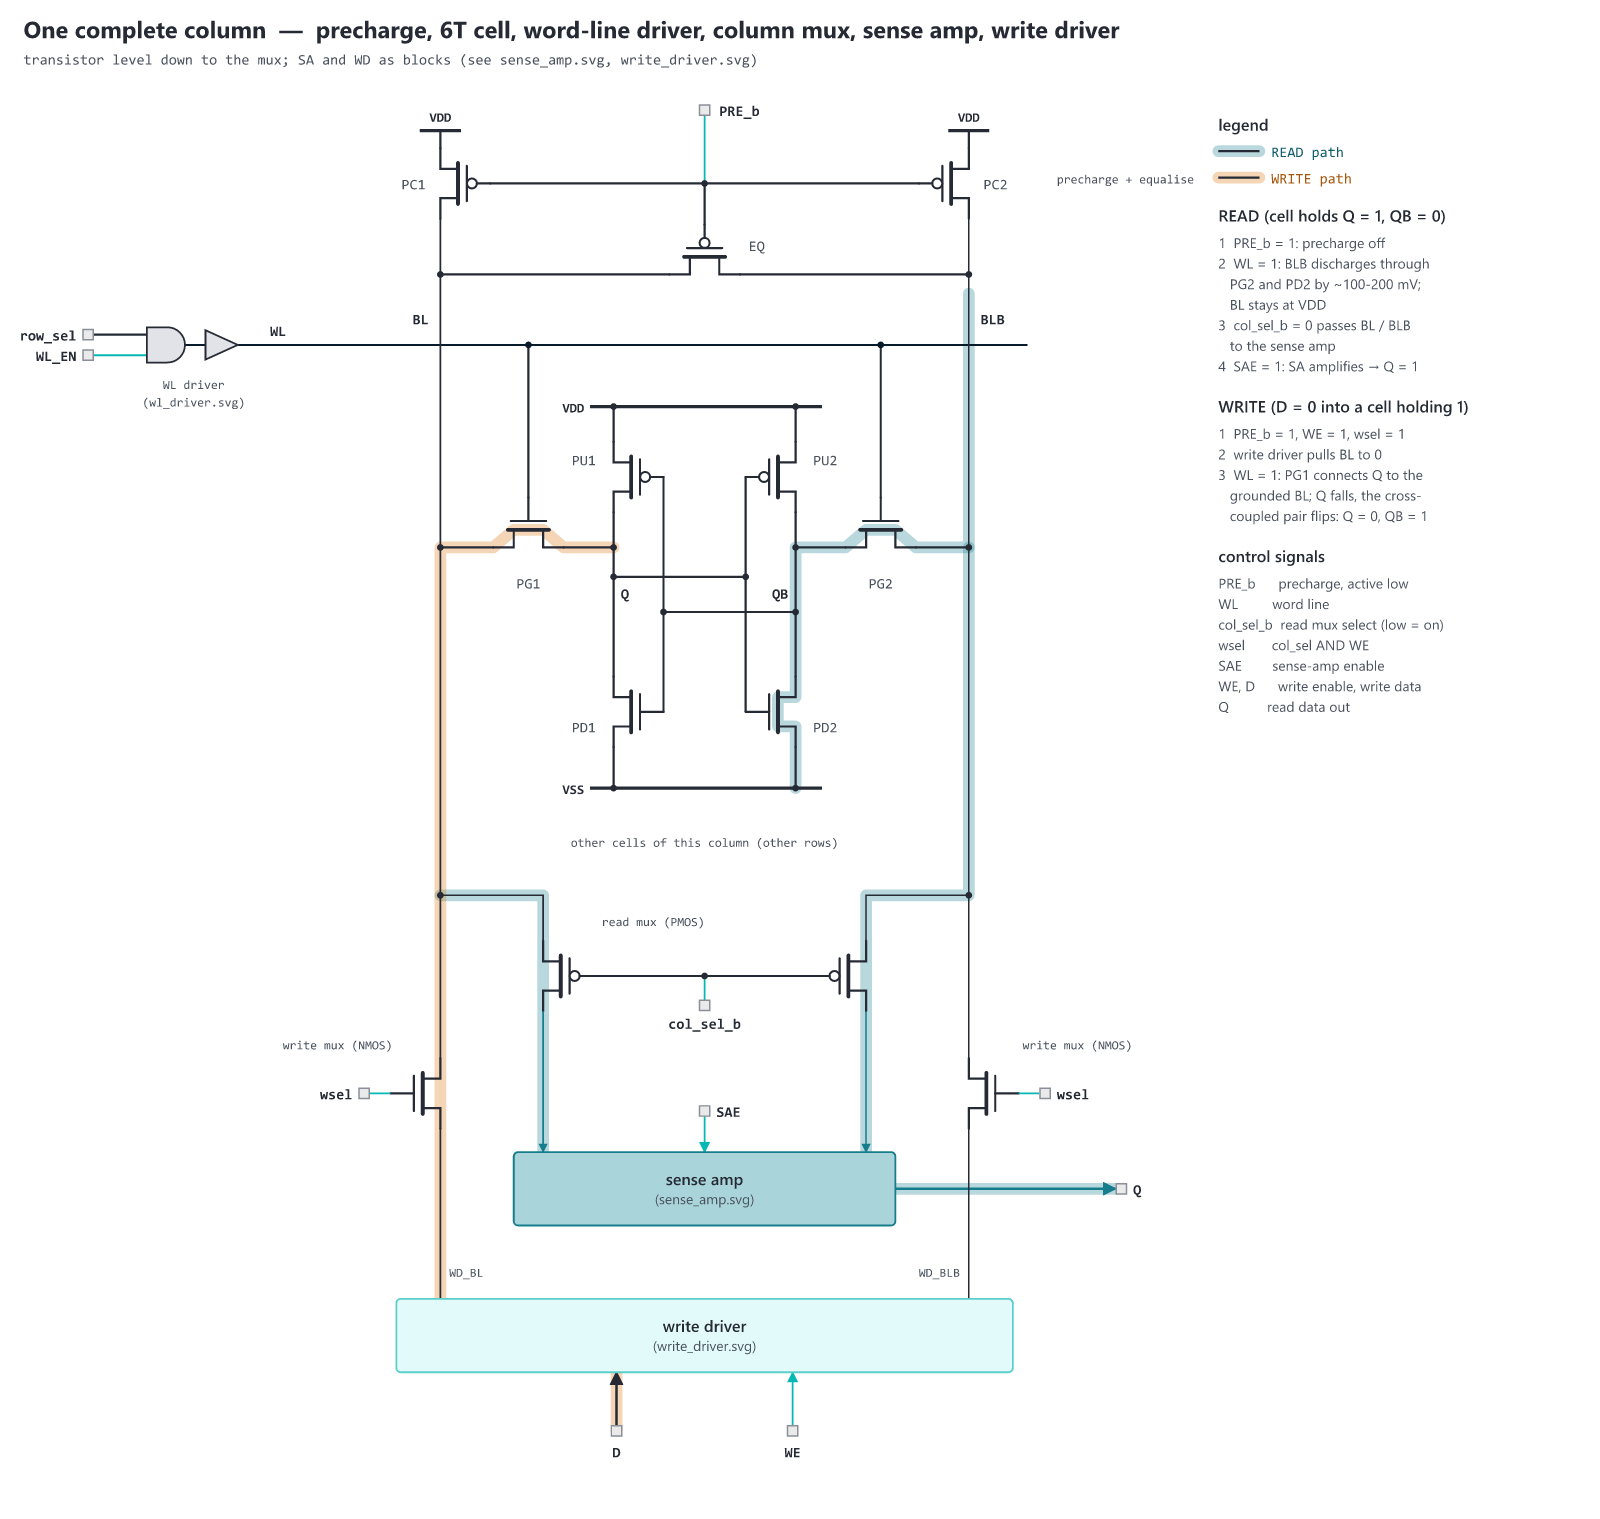 One complete column — precharge, 6T cell, word-line driver, column mux, sense amp, write driver
transistor level down to the mux; SA and WD as blocks (see sense_amp.svg, write_driver.svg)
VDD
PRE_b
VDD
PC1
PC2
precharge + equalise
EQ
BL
BLB
row_sel
WL_EN
WL
WL driver
(wl_driver.svg)
VDD
PU1
PU2
PG1
Q
QB
PG2
PD1
PD2
VSS
other cells of this column (other rows)
read mux (PMOS)
col_sel_b
write mux (NMOS)
write mux (NMOS)
wsel
wsel
SAE
sense amp
(sense_amp.svg)
Q
WD_BL
WD_BLB
write driver
(write_driver.svg)
D
WE
legend
READ path
WRITE path
READ (cell holds Q = 1, QB = 0)
1 PRE_b = 1: precharge off
2 WL = 1: BLB discharges through
PG2 and PD2 by ~100-200 mV;
BL stays at VDD
3 col_sel_b = 0 passes BL / BLB
to the sense amp
4 SAE = 1: SA amplifies → Q = 1
WRITE (D = 0 into a cell holding 1)
1 PRE_b = 1, WE = 1, wsel = 1
2 write driver pulls BL to 0
3 WL = 1: PG1 connects Q to the
grounded BL; Q falls, the cross-
coupled pair flips: Q = 0, QB = 1
control signals
PRE_b precharge, active low
WL word line
col_sel_b read mux select (low = on)
wsel col_sel AND WE
SAE sense-amp enable
WE, D write enable, write data
Q read data out